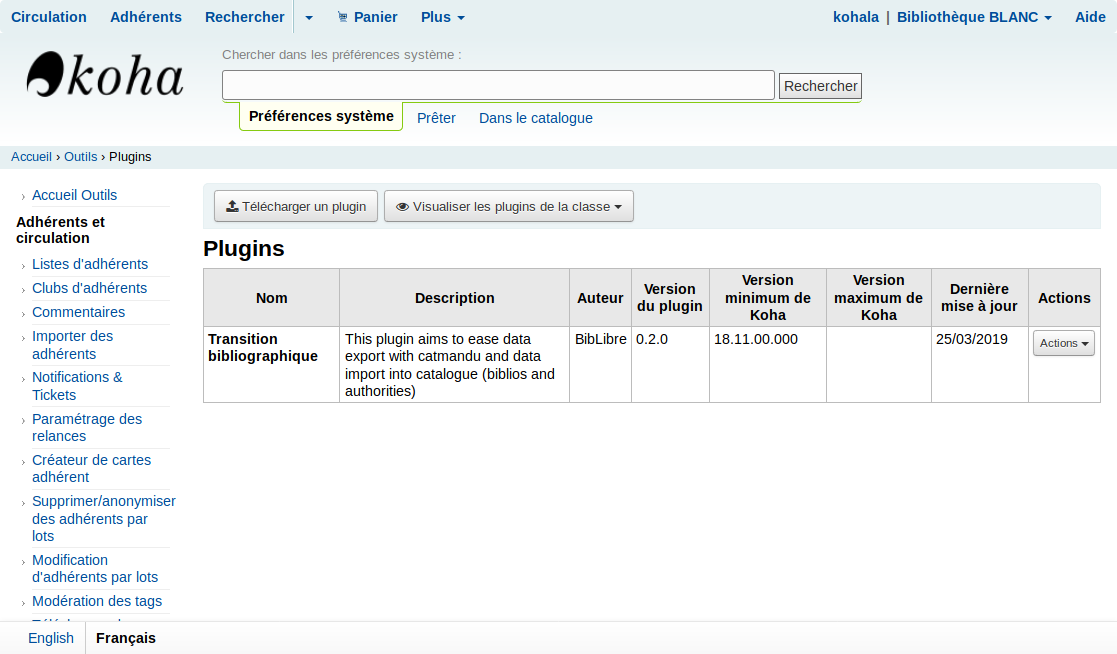 Circulation Adhérents Rechercher Panier Plus kohala | Bibliothèque BLANC Aide
koha
Chercher dans les préférences système :
Rechercher
Préférences système Prêter Dans le catalogue
Accueil › Outils › Plugins
Accueil Outils
Adhérents et
circulation
Listes d'adhérents
Clubs d'adhérents
Commentaires
Importer des
adhérents
Notifications &
Tickets
Paramétrage des
relances
Créateur de cartes
adhérent
Supprimer/anonymiser
des adhérents par
lots
Modification
d'adhérents par lots
Modération des tags
Télécharger un plugin Visualiser les plugins de la classe
Plugins
Nom
Description
Auteur
Version
du plugin
Version
minimum de
Koha
Version
maximum de
Koha
Dernière
mise à jour
Actions
Transition
bibliographique
This plugin aims to ease data
export with catmandu and data
import into catalogue (biblios and
authorities)
BibLibre
0.2.0
18.11.00.000
25/03/2019
Actions
English Français